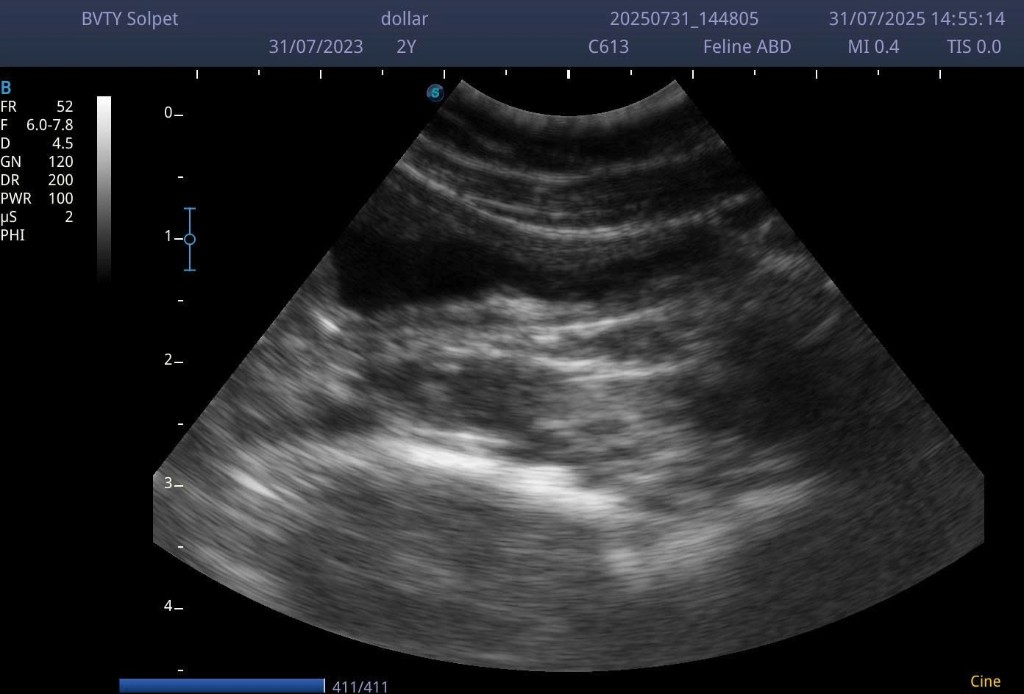 BVTY Solpet dollar 20250731_144805 31/07/2025 14:55:14
31/07/2023 2Y C613 Feline ABD MI 0.4 TIS 0.0
B
FR 52
F 6.0-7.8
D 4.5
GN 120
DR 200
PWR 100
µS 2
PHI
S
0
1
2
3
4
411/411
Cine